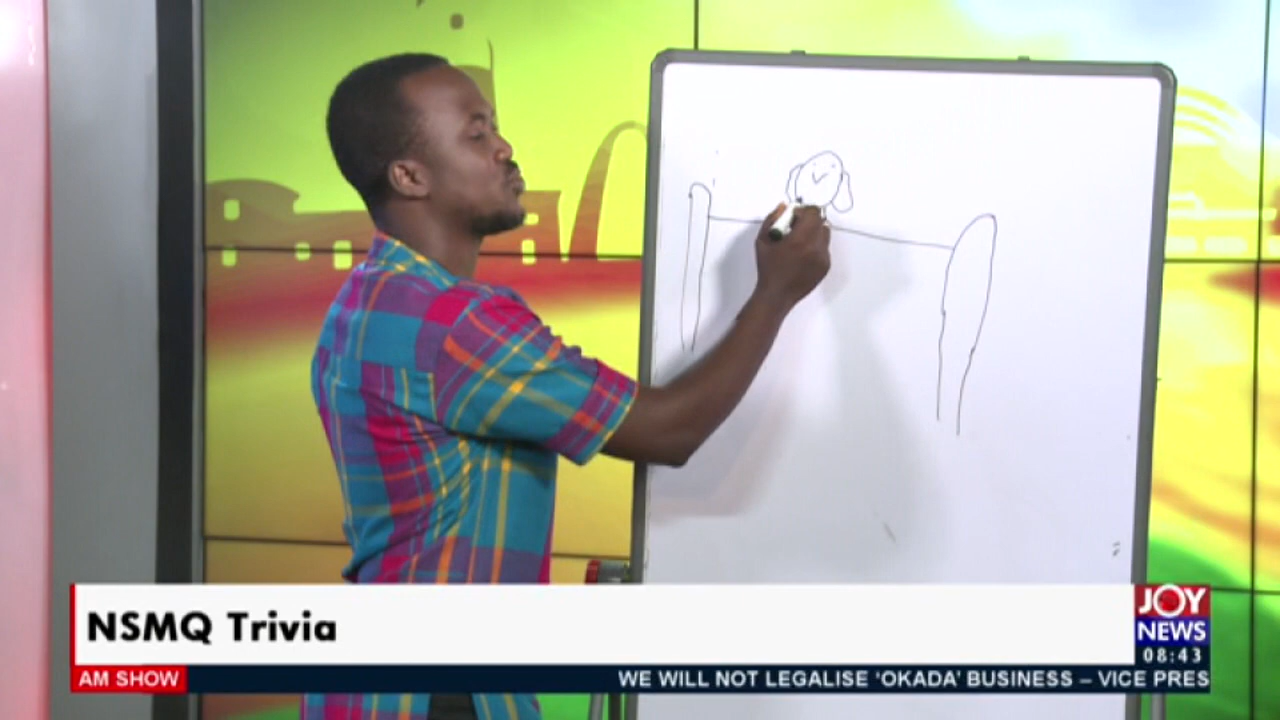 NSMQ Trivia
JOY
NEWS
08:43
AM SHOW
WE WILL NOT LEGALISE ‘OKADA’ BUSINESS – VICE PRES